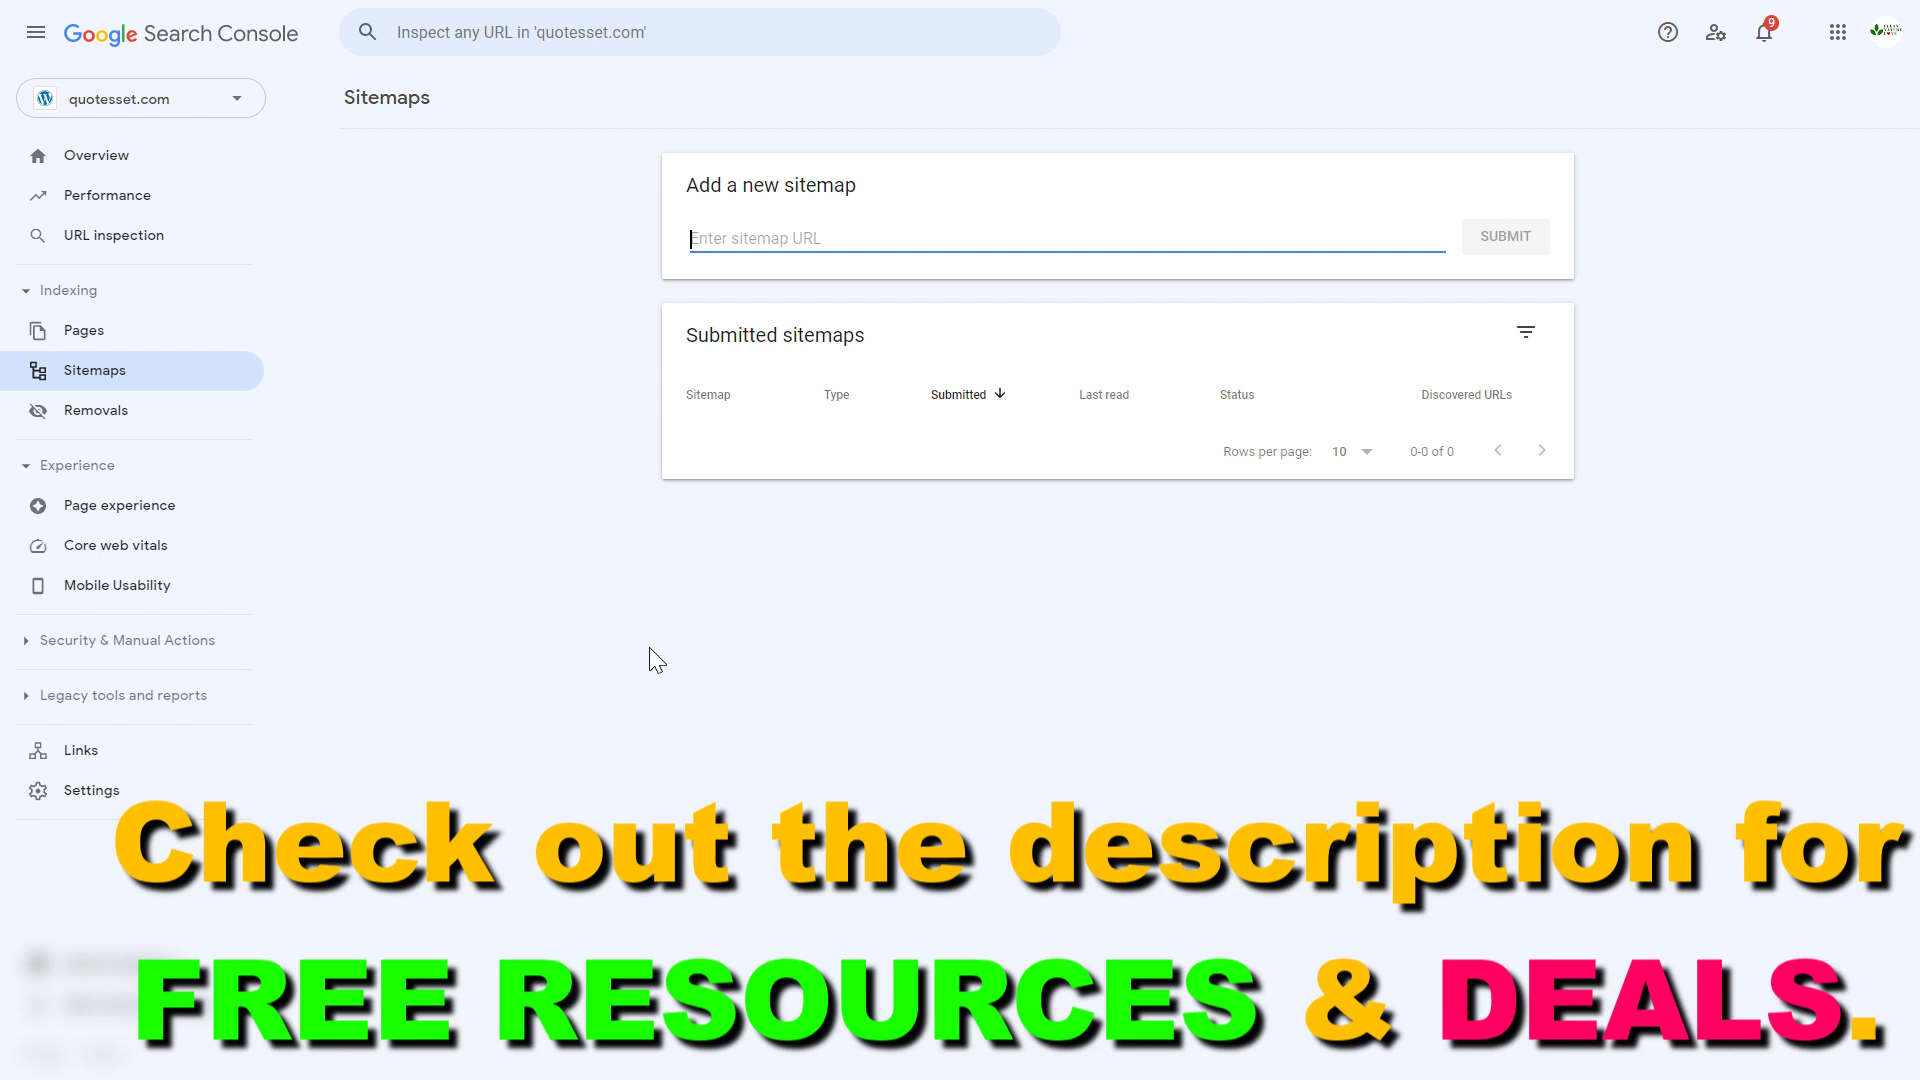 Google Search Console
Inspect any URL in 'quotesset.com'
9
quotesset.com
Sitemaps
Overview
Performance
URL inspection
Indexing
Pages
Sitemaps
Removals
Experience
Page experience
Core web vitals
Mobile Usability
Security & Manual Actions
Legacy tools and reports
Links
Settings
Add a new sitemap
Enter sitemap URL
SUBMIT
Submitted sitemaps
Sitemap Type Submitted Last read Status Discovered URLs
Rows per page: 10 0-0 of 0
Check out the description for
FREE RESOURCES & DEALS.